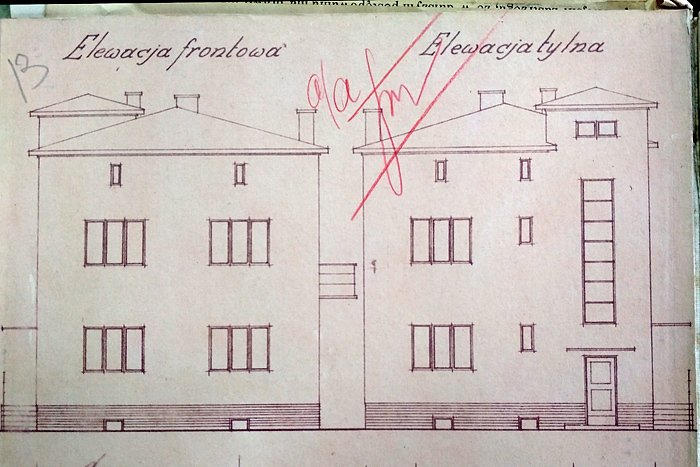 Elewacja frontowa
Elewacja tylna
13
a/a